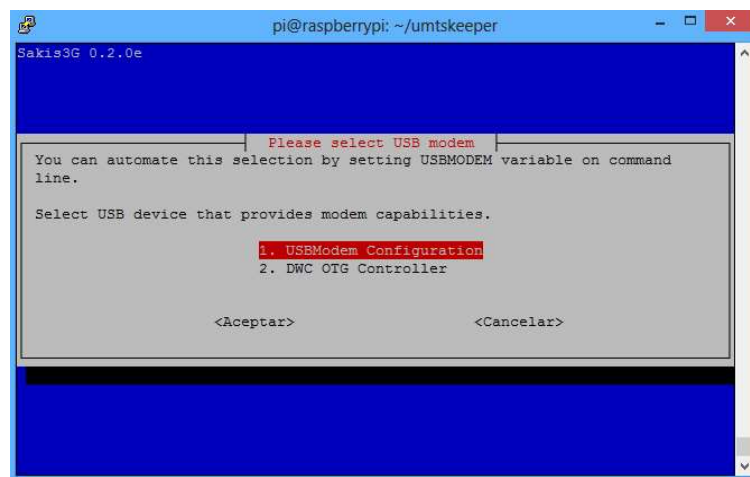 pi@raspberrypi: ~/umtskeeper
Sakis3G 0.2.0e
Please select USB modem
You can automate this selection by setting USBMODEM variable on command
line.
Select USB device that provides modem capabilities.
1. USBModem Configuration
2. DWC OTG Controller
<Aceptar> <Cancelar>